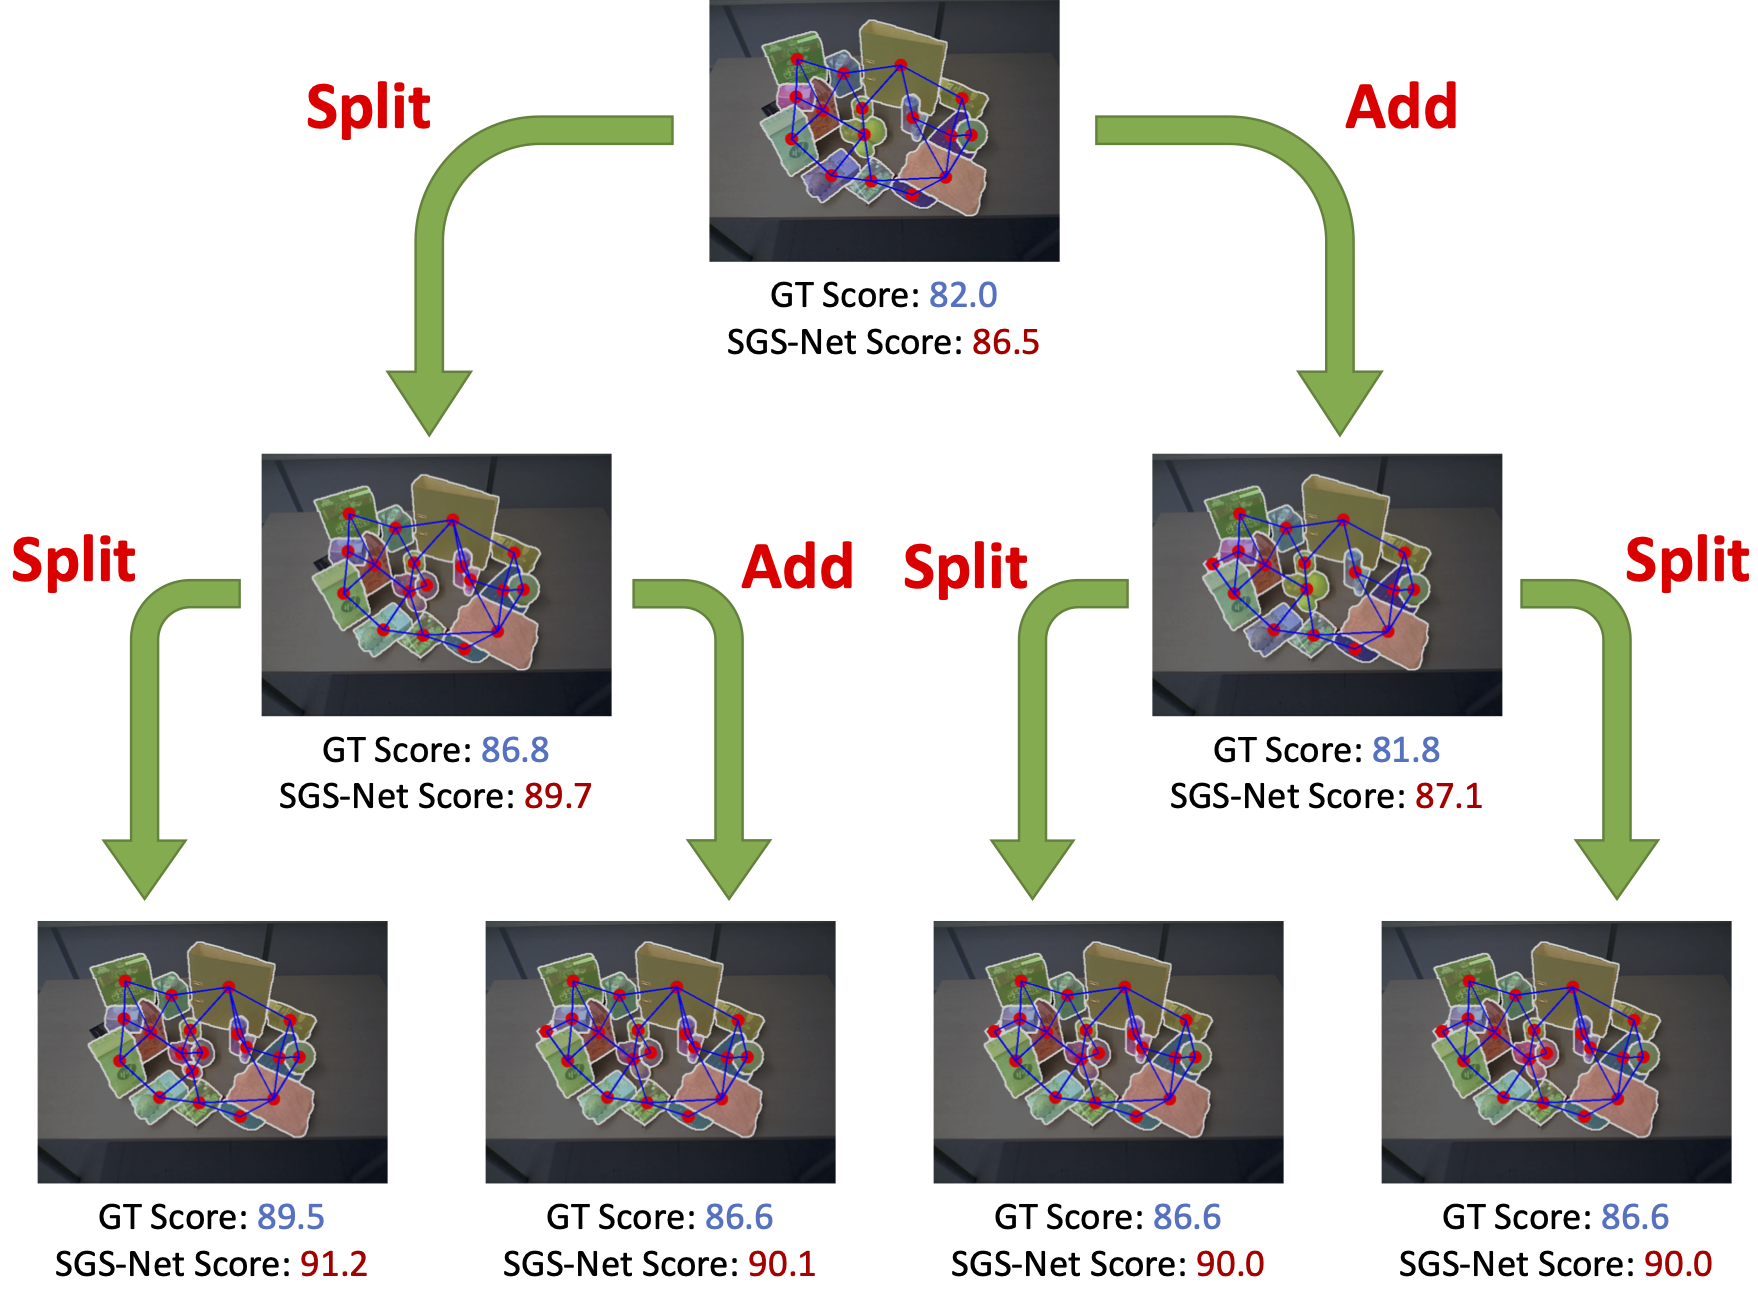 Split
Add
GT Score: 82.0
SGS-Net Score: 86.5
Split
Add
Split
Split
GT Score: 86.8
SGS-Net Score: 89.7
GT Score: 81.8
SGS-Net Score: 87.1
GT Score: 89.5
SGS-Net Score: 91.2
GT Score: 86.6
SGS-Net Score: 90.1
GT Score: 86.6
SGS-Net Score: 90.0
GT Score: 86.6
SGS-Net Score: 90.0